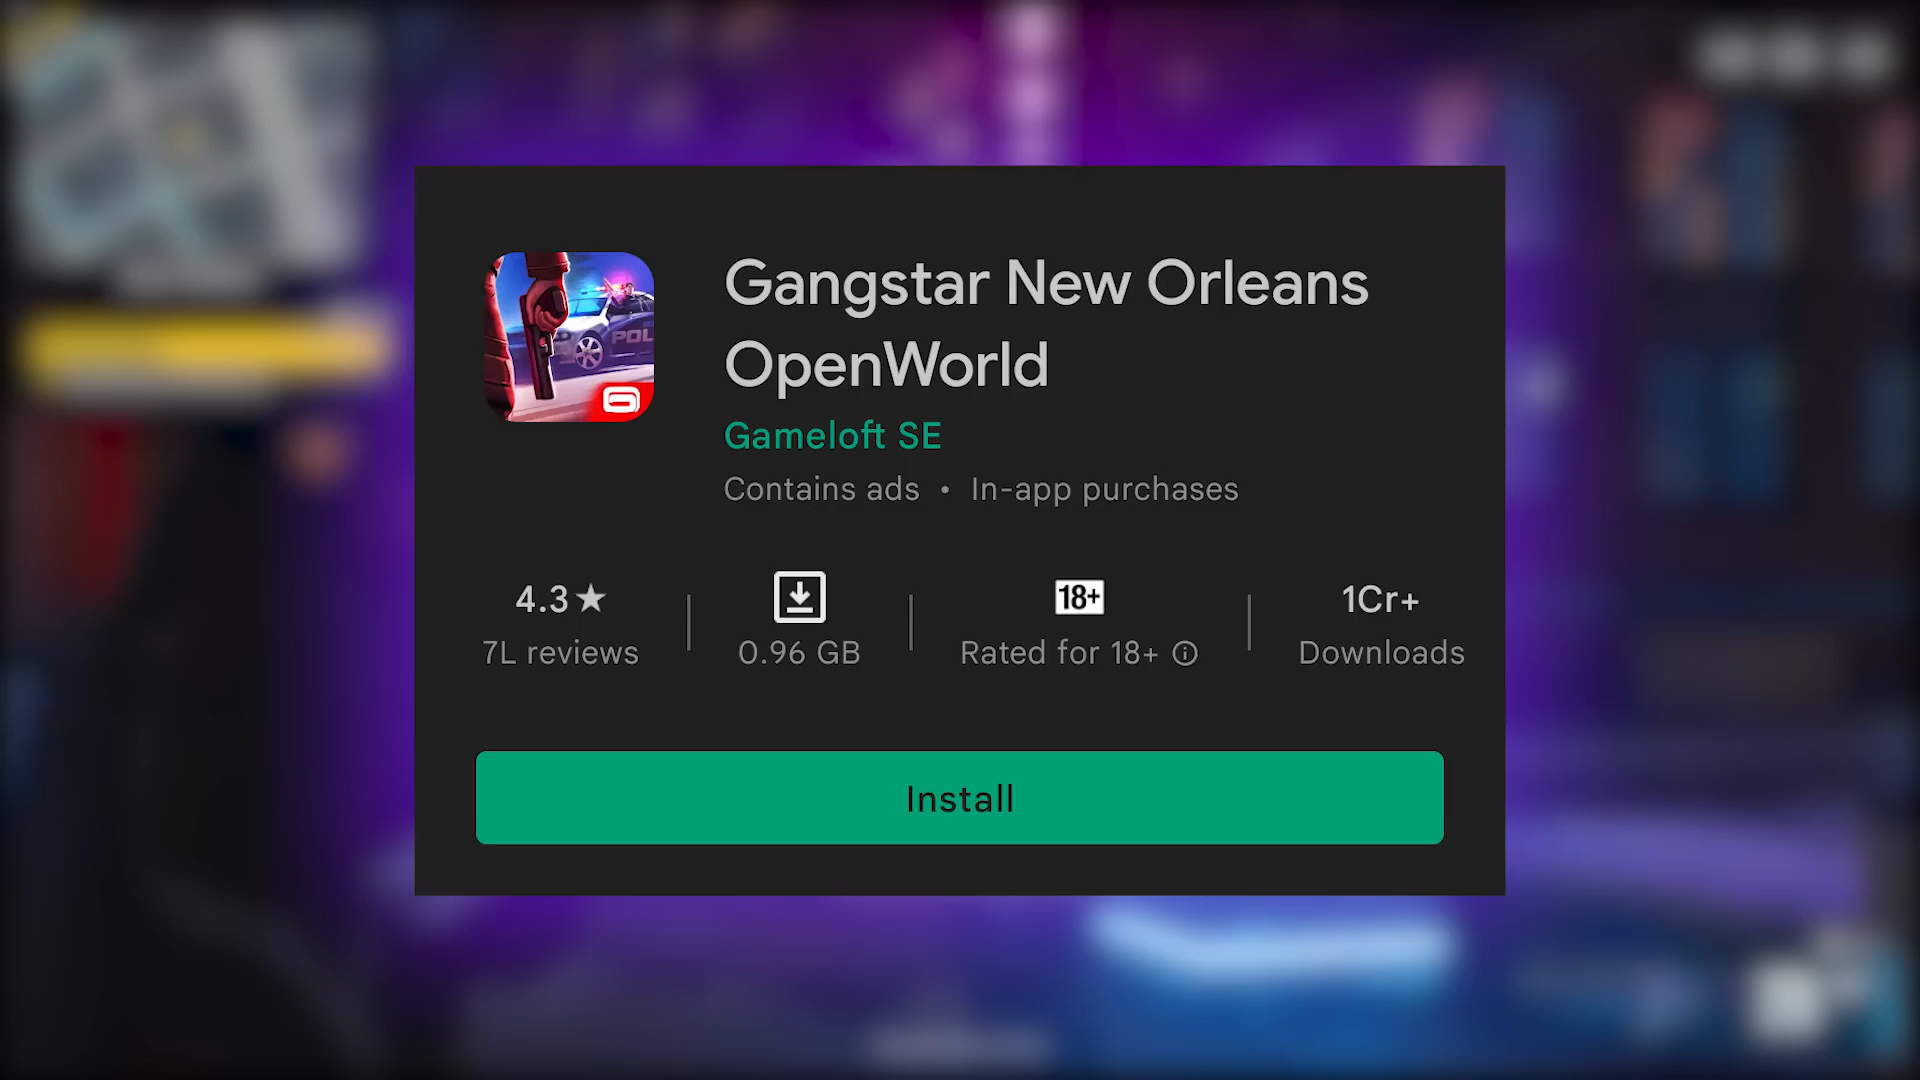 Gangstar New Orleans
OpenWorld
Gameloft SE
Contains ads • In-app purchases
4.3★
7L reviews
0.96 GB
18+
Rated for 18+
1Cr+
Downloads
Install
POL